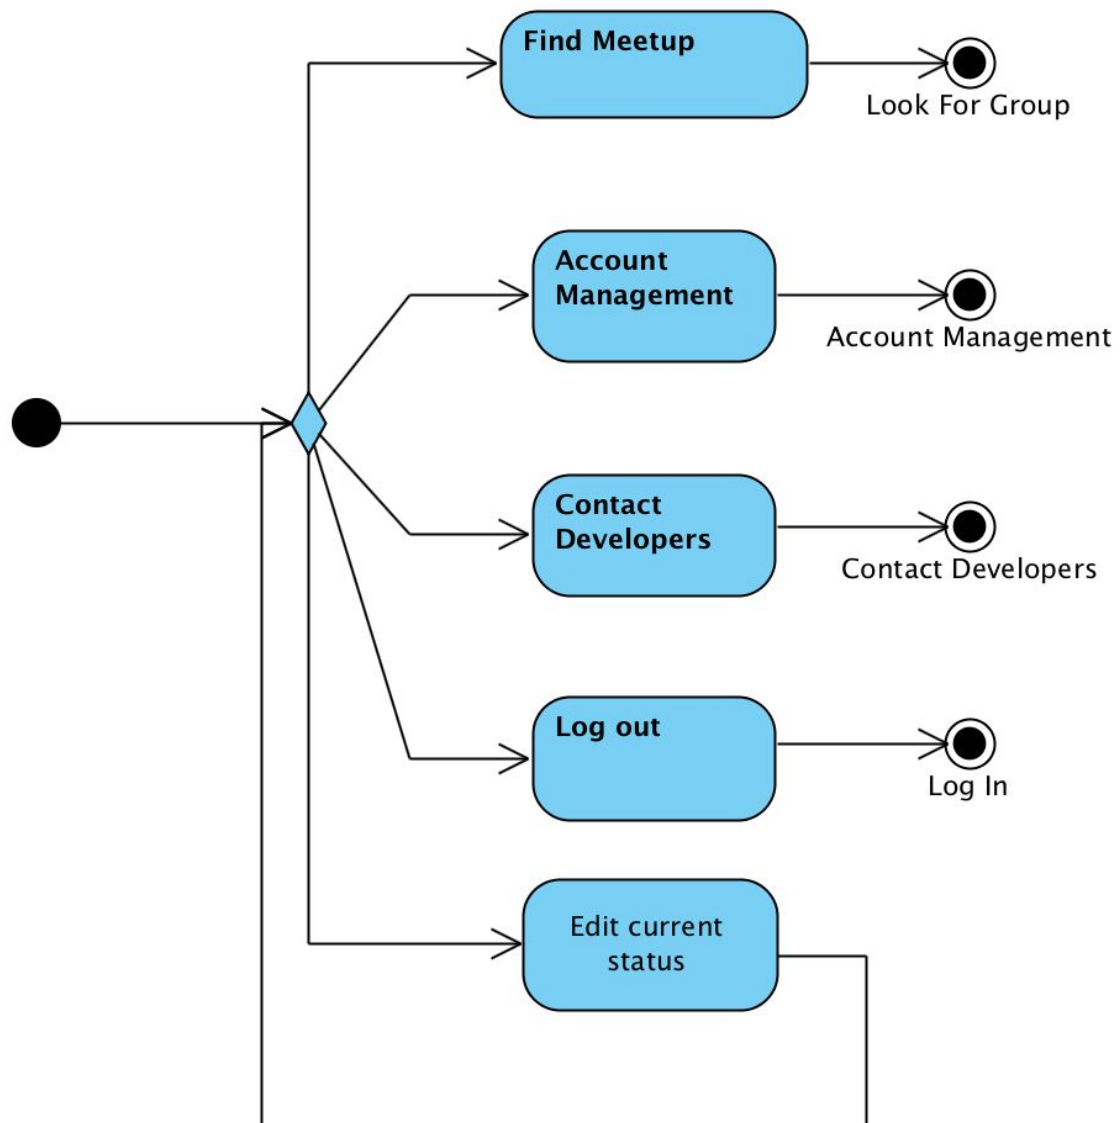 Find Meetup
Look For Group
Account
Management
Account Management
Contact
Developers
Contact Developers
Log out
Log In
Edit current
status